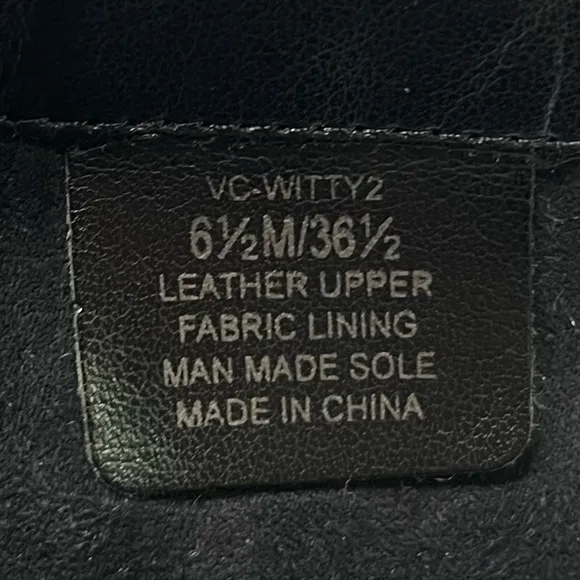 VC-WITTY2
6½M/36½
LEATHER UPPER
FABRIC LINING
MAN MADE SOLE
MADE IN CHINA